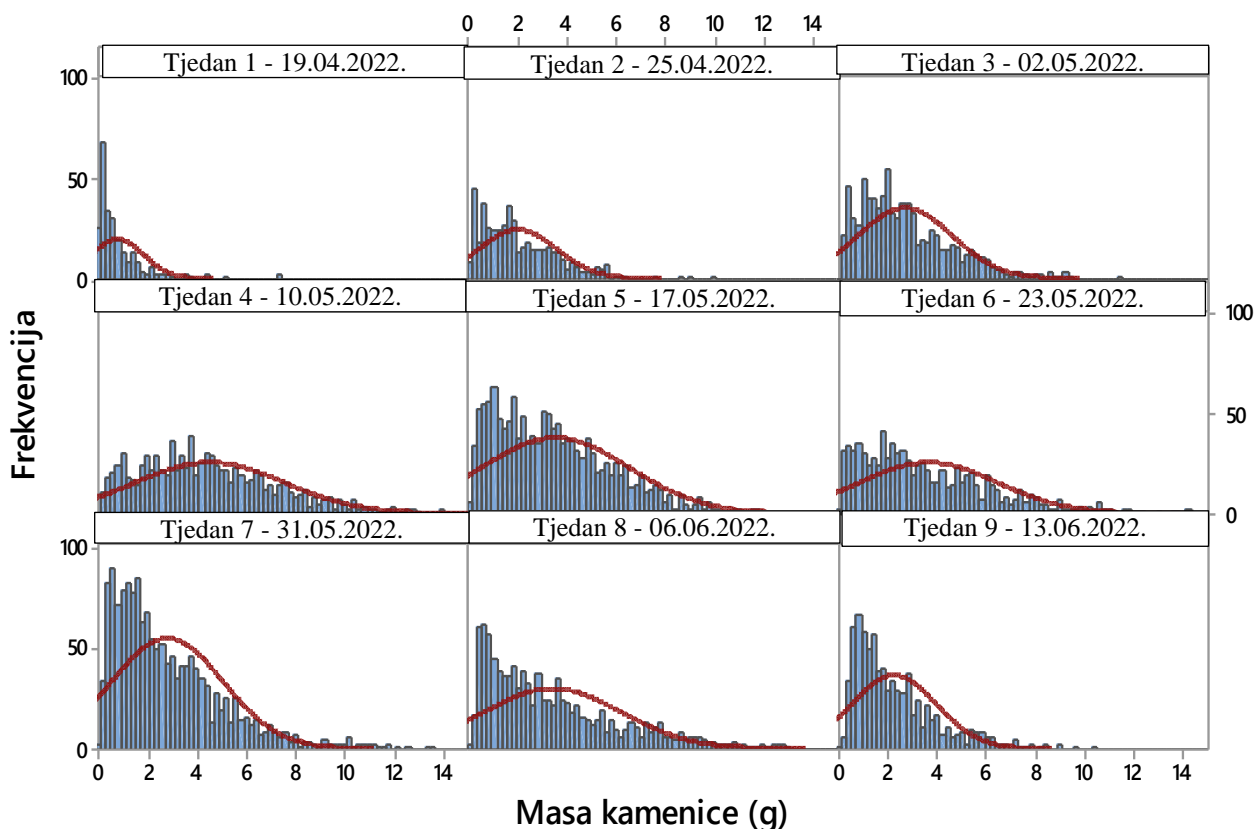 0 2 4 6 8 10 12 14
Tjedan 1 - 19.04.2022.
Tjedan 2 - 25.04.2022.
Tjedan 3 - 02.05.2022.
100
50
0
Tjedan 4 - 10.05.2022.
Tjedan 5 - 17.05.2022.
Tjedan 6 - 23.05.2022.
100
50
0
Frekvencija
Tjedan 7 - 31.05.2022.
Tjedan 8 - 06.06.2022.
Tjedan 9 - 13.06.2022.
100
50
0
0 2 4 6 8 10 12 14
0 2 4 6 8 10 12 14
Masa kamenice (g)